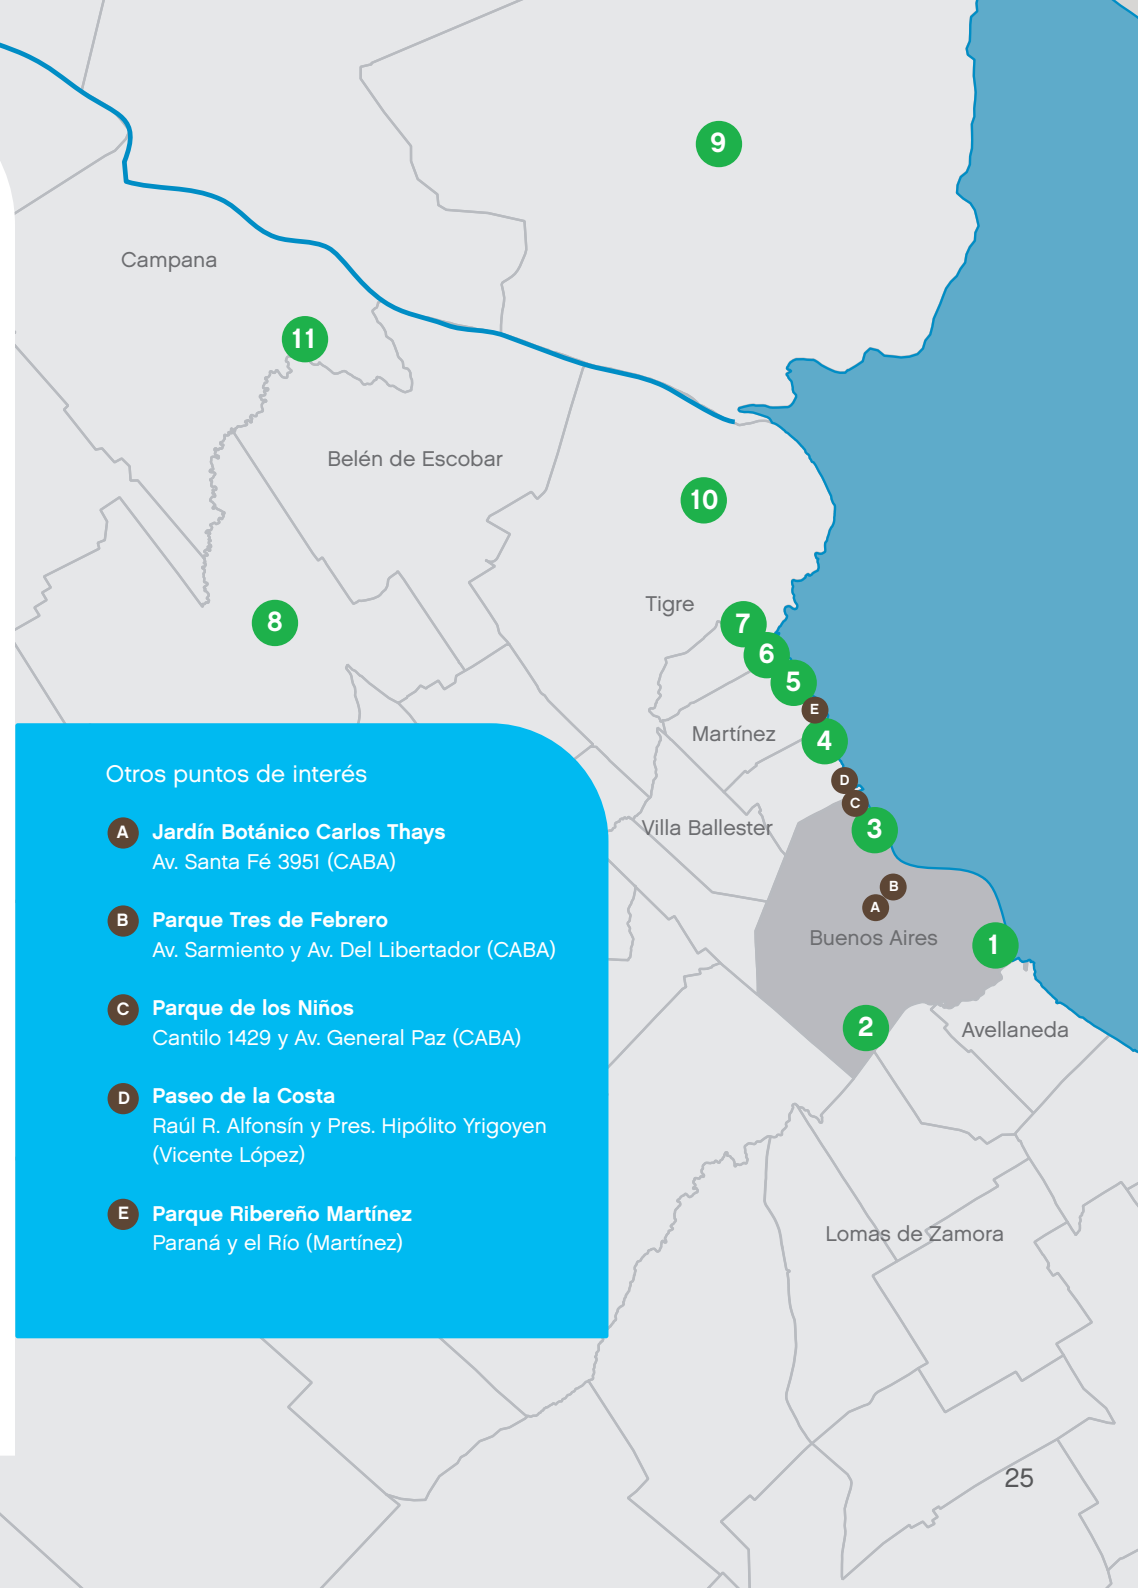 9
Campana
11
Belén de Escobar
10
Tigre
8
7
6
5
E
Martínez
4
D
C
Villa Ballester
3
B
A
Buenos Aires
1
2
Avellaneda
Lomas de Zamora
Otros puntos de interés
A Jardín Botánico Carlos Thays
Av. Santa Fé 3951 (CABA)
B Parque Tres de Febrero
Av. Sarmiento y Av. Del Libertador (CABA)
C Parque de los Niños
Cantilo 1429 y Av. General Paz (CABA)
D Paseo de la Costa
Raúl R. Alfonsín y Pres. Hipólito Yrigoyen
(Vicente López)
E Parque Ribereño Martínez
Paraná y el Río (Martínez)
25